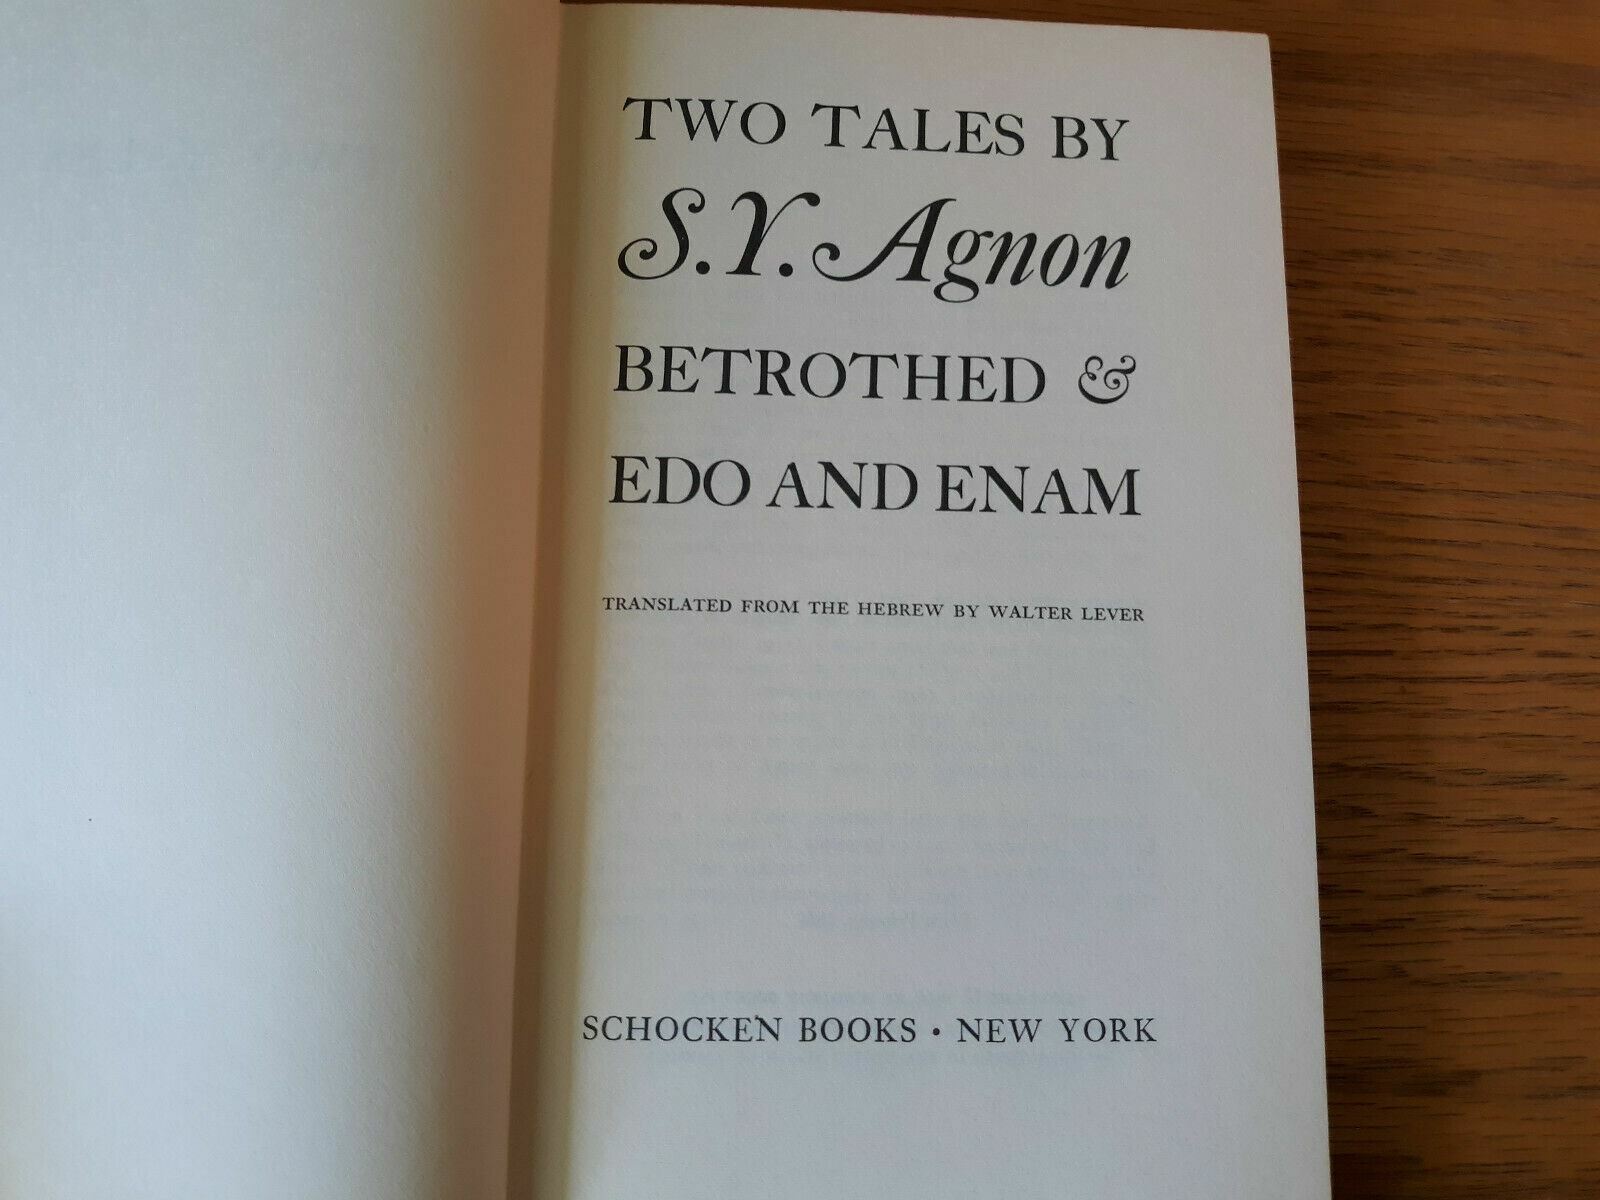 TWO TALES BY
S.Y. Agnon
BETROTHED &
EDO AND ENAM
TRANSLATED FROM THE HEBREW BY WALTER LEVER
SCHOCKEN BOOKS • NEW YORK